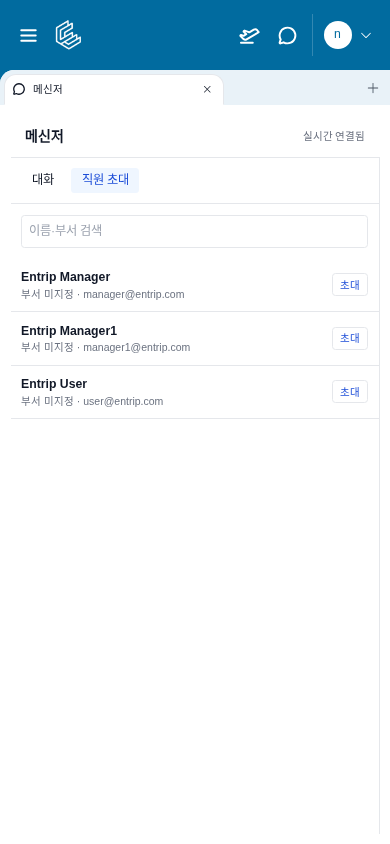 n
메신저
메신저
실시간 연결됨
대화
직원 초대
이름·부서 검색
Entrip Manager
부서 미지정 · manager@entrip.com
초대
Entrip Manager1
부서 미지정 · manager1@entrip.com
초대
Entrip User
부서 미지정 · user@entrip.com
초대